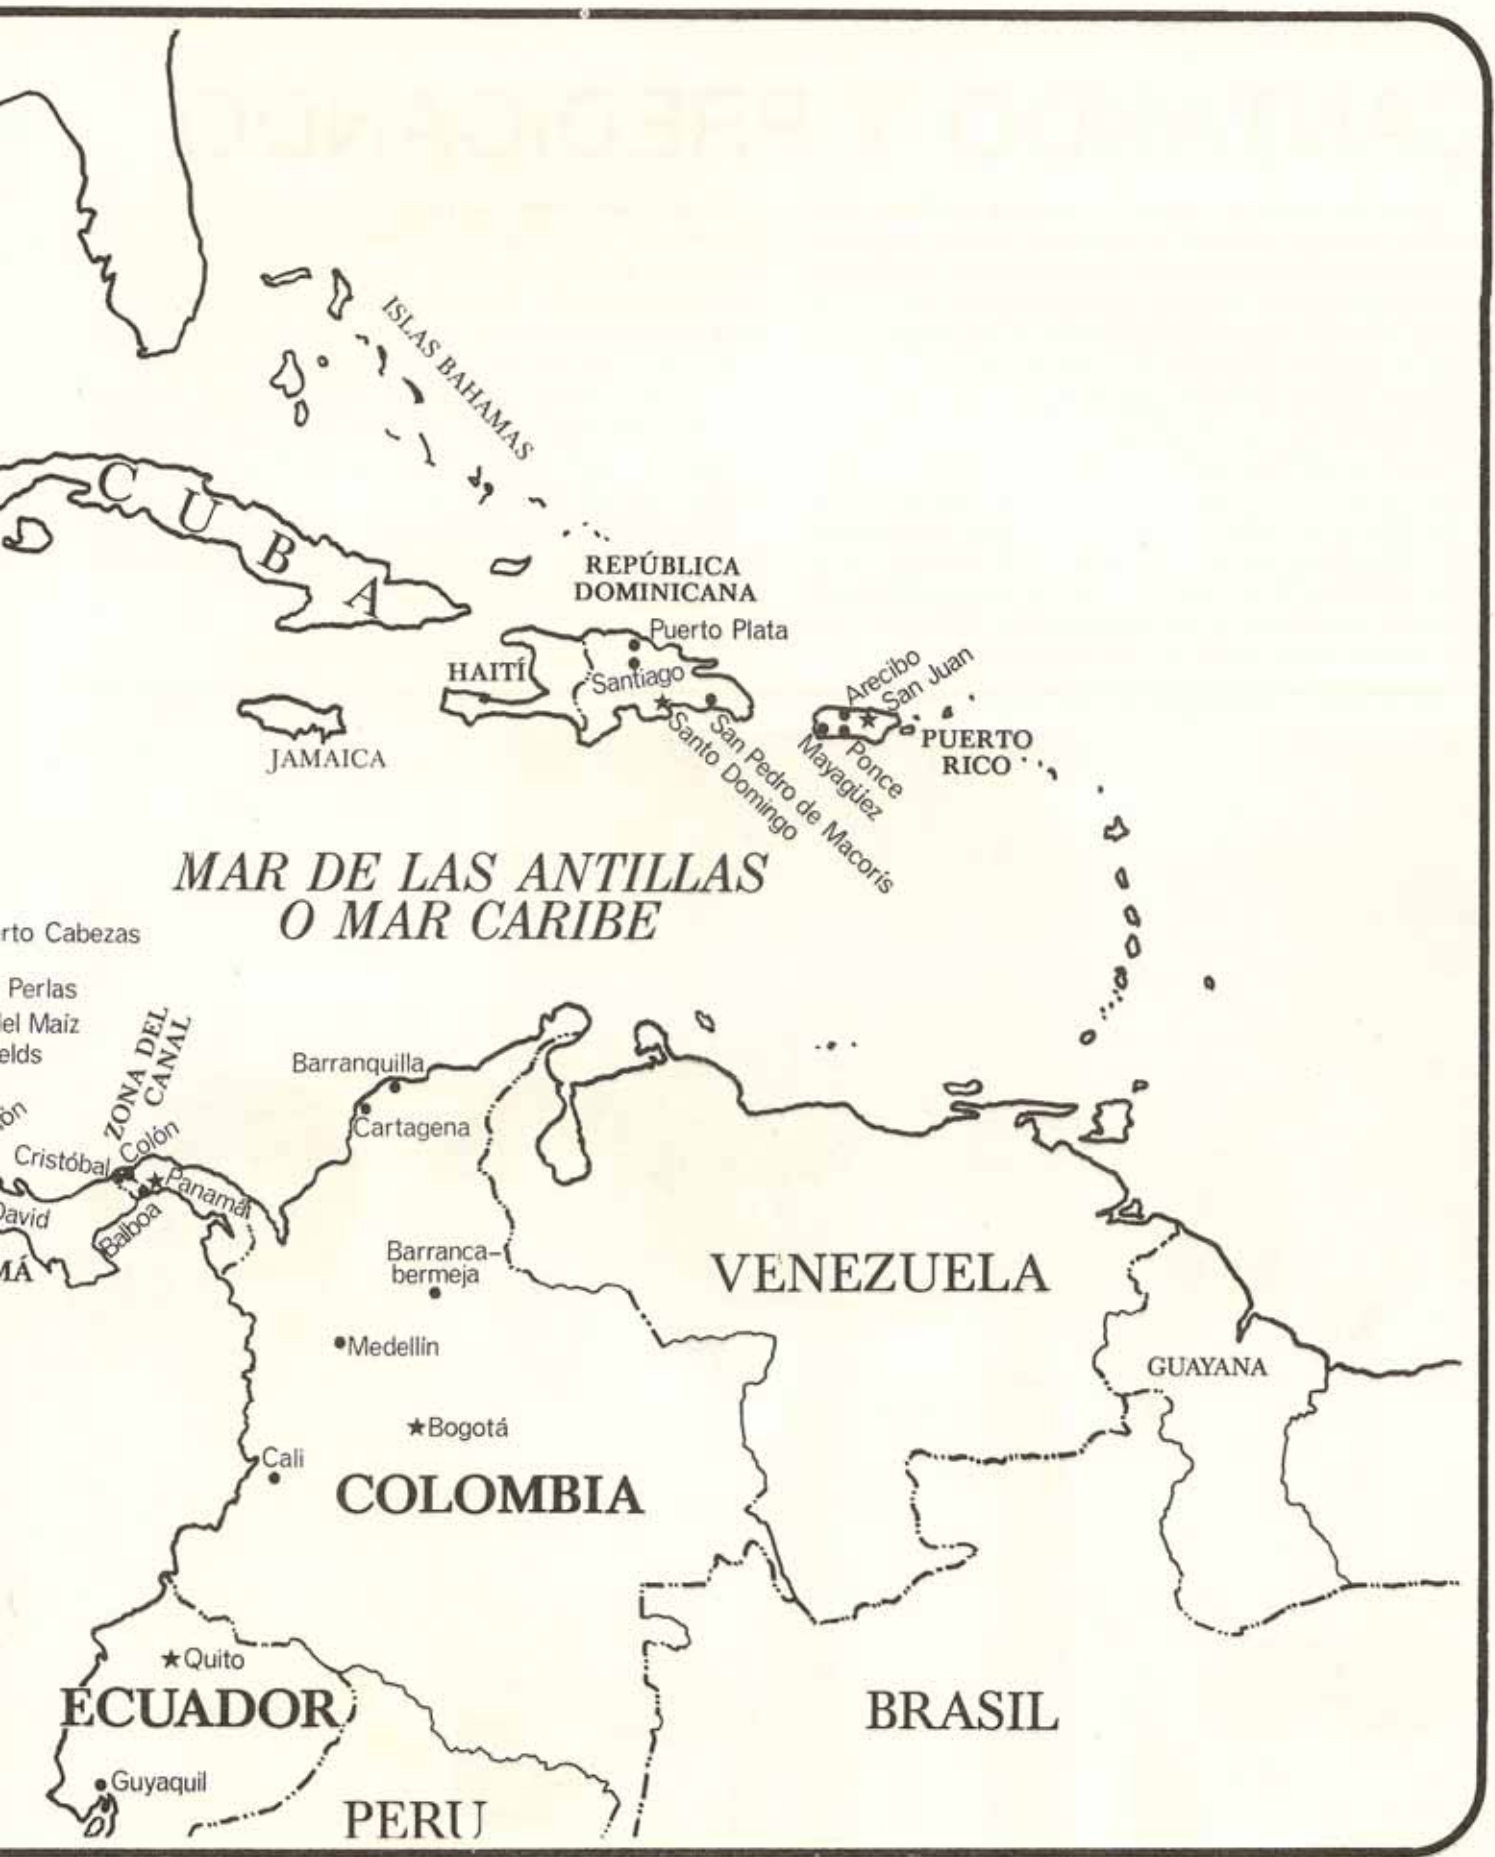 ISLAS BAHAMAS
CUBA
REPÚBLICA
DOMINICANA
Puerto Plata
HAITÍ
Santiago
Arecibo
San Juan
JAMAICA
Santo Domingo
San Pedro de Macorís
Mayagüez
Ponce
PUERTO
RICO
MAR DE LAS ANTILLAS
O MAR CARIBE
rto Cabezas
Perlas
del Maíz
elds
ZONA DEL
CANAL
ón
Barranquilla
Cartagena
Cristóbal
Colón
Panamá
David
Balboa
MÁ
Barranca-
bermeja
VENEZUELA
Medellín
GUAYANA
Bogotá
Cali
COLOMBIA
Quito
ECUADOR
BRASIL
Guyaquil
PERU